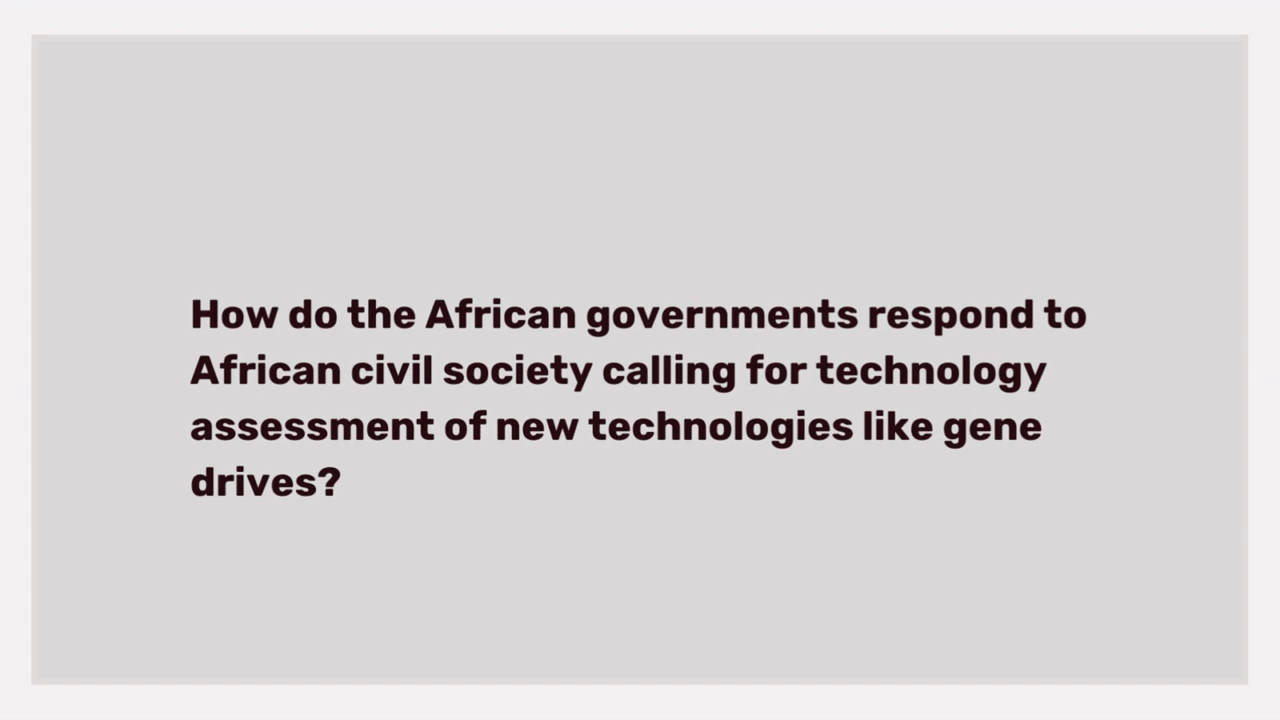 How do the African governments respond to
African civil society calling for technology
assessment of new technologies like gene
drives?